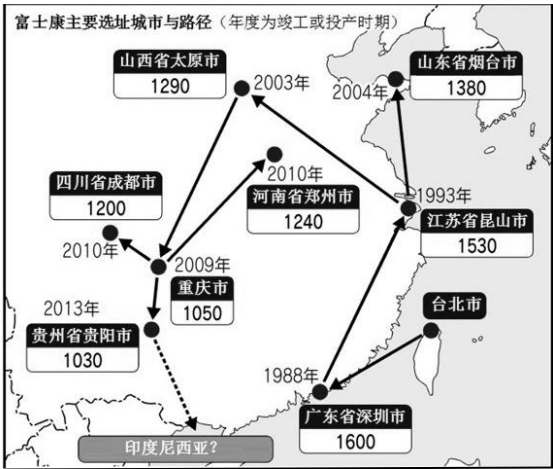 富士康主要选址城市与路径（年度为竣工或投产时期）
山西省太原市
1290
2003年
山东省烟台市
1380
2004年
四川省成都市
1200
2010年
2010年
河南省郑州市
1240
1993年
江苏省昆山市
1530
2009年
重庆市
1050
2013年
贵州省贵阳市
1030
台北市
1988年
广东省深圳市
1600
印度尼西亚？